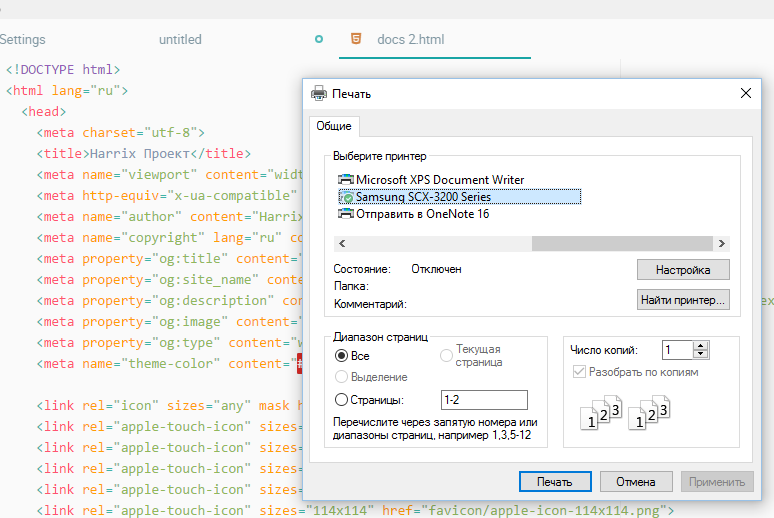 Settings
untitled
docs 2.html
<!DOCTYPE html>
<html lang="ru">
<head>
<meta charset="utf-8">
<title>Harrix Проект</title>
<meta name="viewport" content="widt
<meta http-equiv="x-ua-compatible"
<meta name="author" content="Harrix
<meta name="copyright" lang="ru" co
<meta property="og:title" content="
<meta property="og:site_name" conte
<meta property="og:description" con
<meta property="og:image" content="
<meta property="og:type" content="w
<meta name="theme-color" content="#
<link rel="icon" sizes="any" mask h
<link rel="apple-touch-icon" sizes=
<link rel="apple-touch-icon" sizes=
<link rel="apple-touch-icon" sizes=
<link rel="apple-touch-icon" sizes=
<link rel="apple-touch-icon" sizes="114x114" href="favicon/apple-icon-114x114.png">
ex
Печать
Общие
Выберите принтер
Microsoft XPS Document Writer
Samsung SCX-3200 Series
Отправить в OneNote 16
Состояние: Отключен
Папка:
Комментарий:
Настройка
Найти принтер...
Диапазон страниц
Все
Текущая
страница
Выделение
Страницы: 1-2
Перечислите через запятую номера или
диапазоны страниц, например 1,3,5-12
Число копий: 1
Разобрать по копиям
1 2 3 1 2 3
Печать
Отмена
Применить